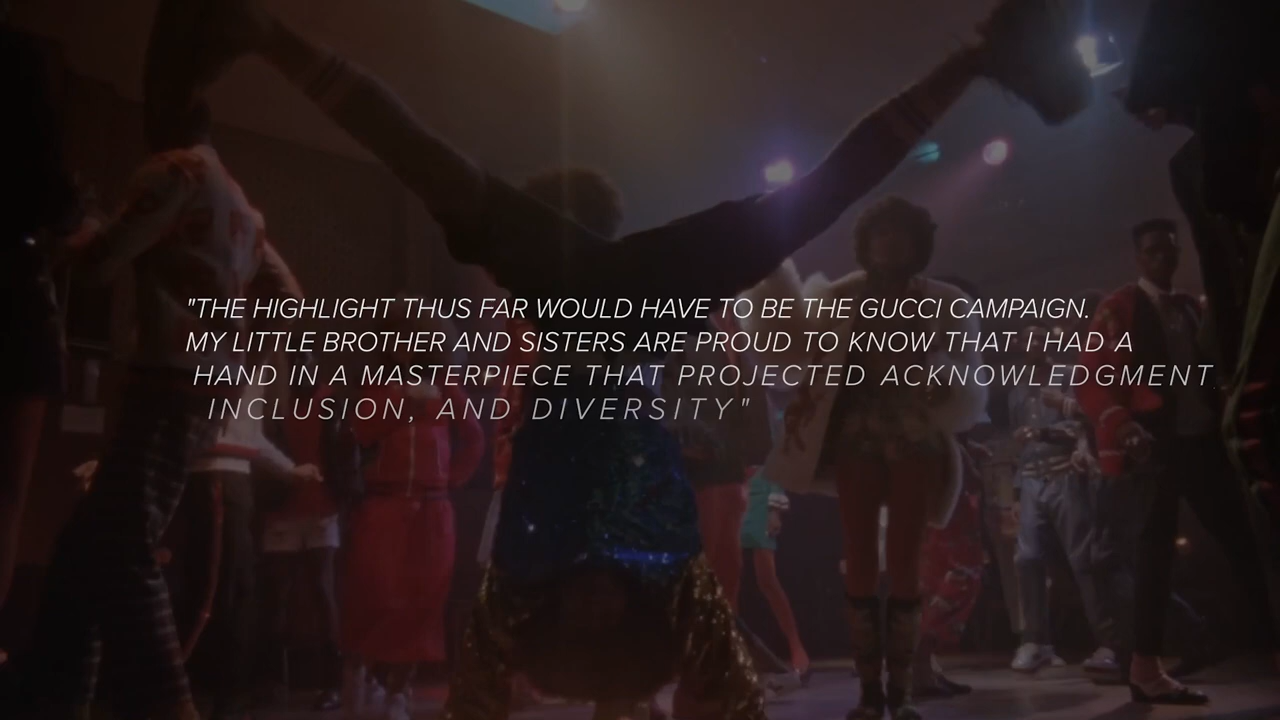 "THE HIGHLIGHT THUS FAR WOULD HAVE TO BE THE GUCCI CAMPAIGN.
MY LITTLE BROTHER AND SISTERS ARE PROUD TO KNOW THAT I HAD A
HAND IN A MASTERPIECE THAT PROJECTED ACKNOWLEDGMENT,
INCLUSION, AND DIVERSITY"